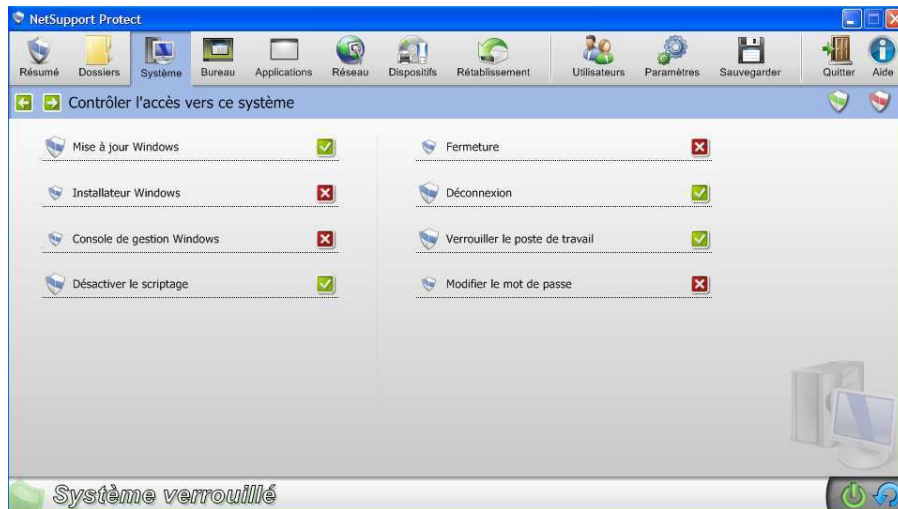 NetSupport Protect
Résumé Dossiers Système Bureau Applications Réseau Dispositifs Rétablissement Utilisateurs Paramètres Sauvegarder Quitter Aide
Contrôler l'accès vers ce système
Mise à jour Windows
Installateur Windows
Console de gestion Windows
Désactiver le scriptage
Fermeture
Déconnexion
Verrouiller le poste de travail
Modifier le mot de passe
Système verrouillé